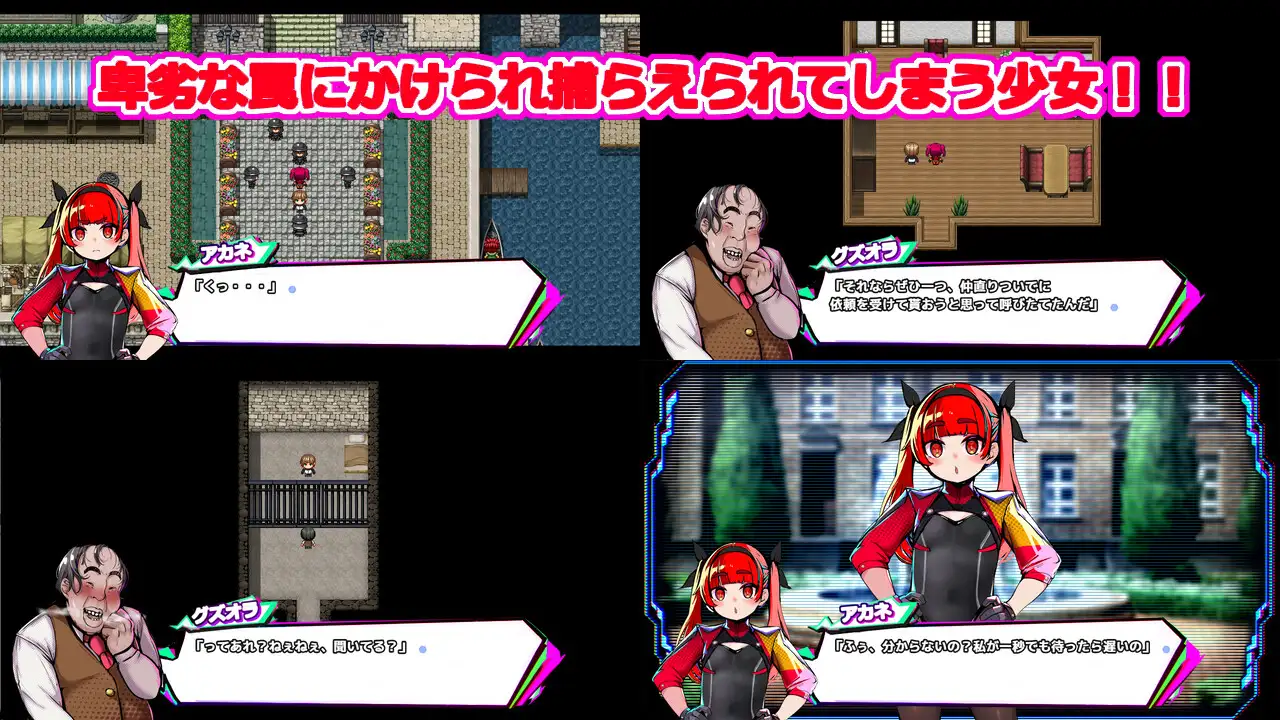 卑劣な罠にかけられ捕らえられてしまう少女！！
アカネ
「くっ・・・」
グズオラ
「それならぜひ一つ、仲直りついでに
依頼を受けて貰おうと思って呼びたてたんだ」
グズオラ
「ってあれ？ねぇねぇ、聞いてる？」
アカネ
「ふぅ、分からないの？私が一秒でも待ったら遅いの」